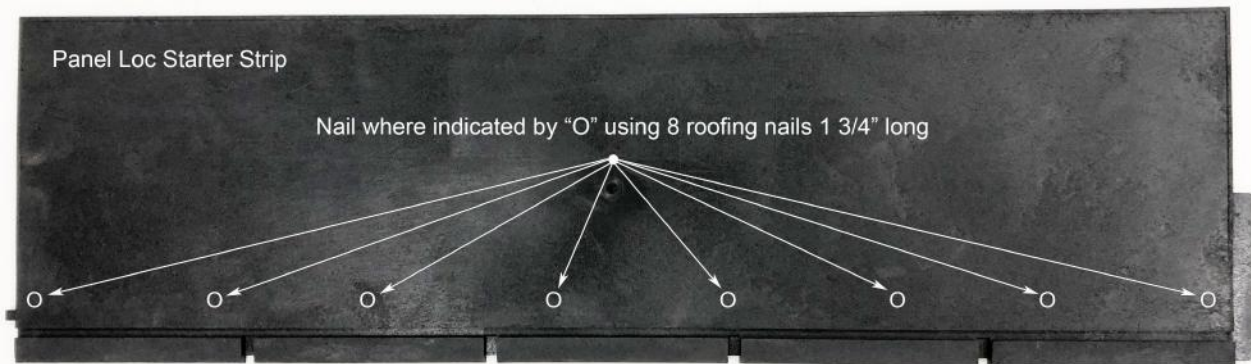 Panel Loc Starter Strip
Nail where indicated by “O” using 8 roofing nails 1 3/4” long
O O O O O O O O